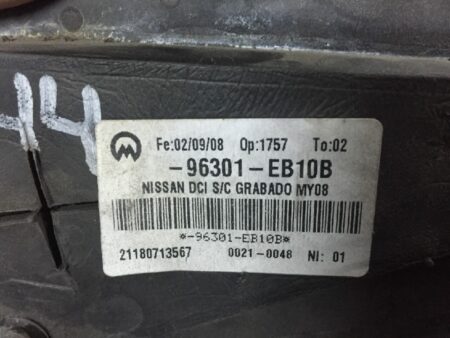 44
Fe:02/09/08 Op:1757 To:02
-96301-EB10B
NISSAN DCI S/C GRABADO MY08
*-96301-EB10B*
21180713567 0021-0048 NI: 01